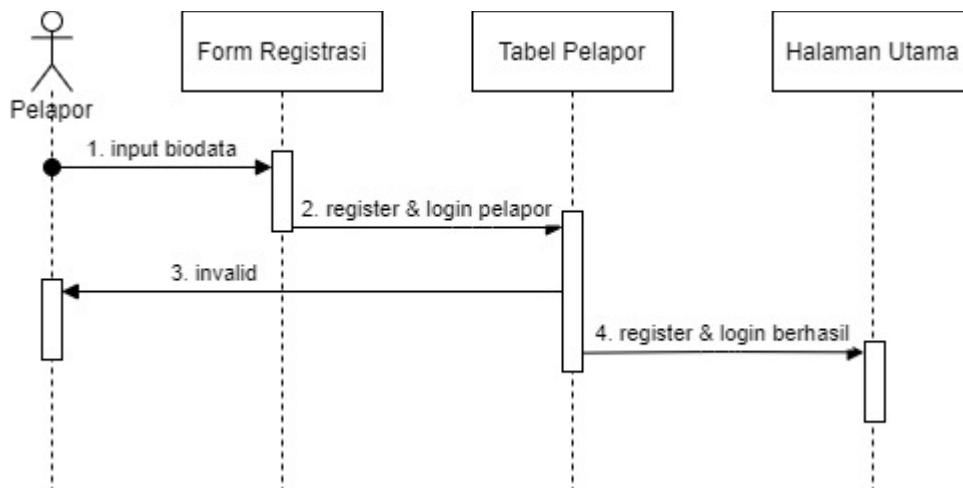 Form Registrasi
Tabel Pelapor
Halaman Utama
Pelapor
1. input biodata
2. register & login pelapor
3. invalid
4. register & login berhasil